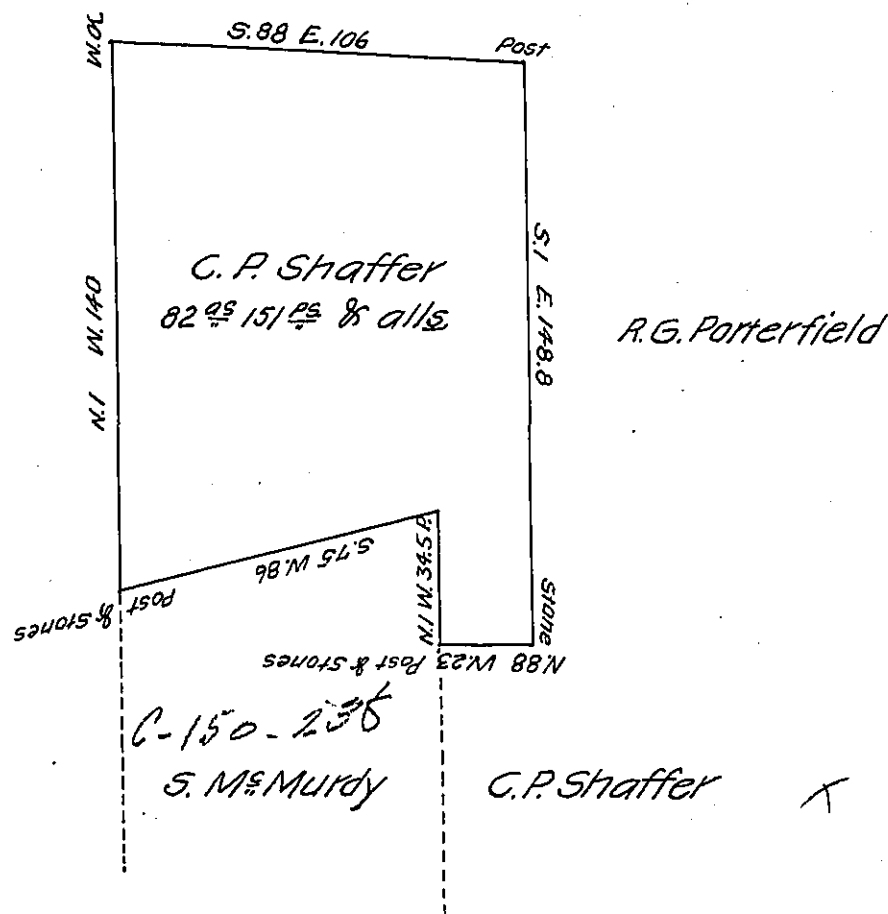 S.88 E.106
Post
W.O.
C. P. Shaffer
82 as 151 ps & alls
N.1 W.140
S.1 E.148.8
R.G. Porterfield
S.75 W.86
N.1 W.34.5 P.
Post & Stones
Stone
N.88 W.23 Post & Stones
C-150-
S. McMurdy
C.P. Shaffer